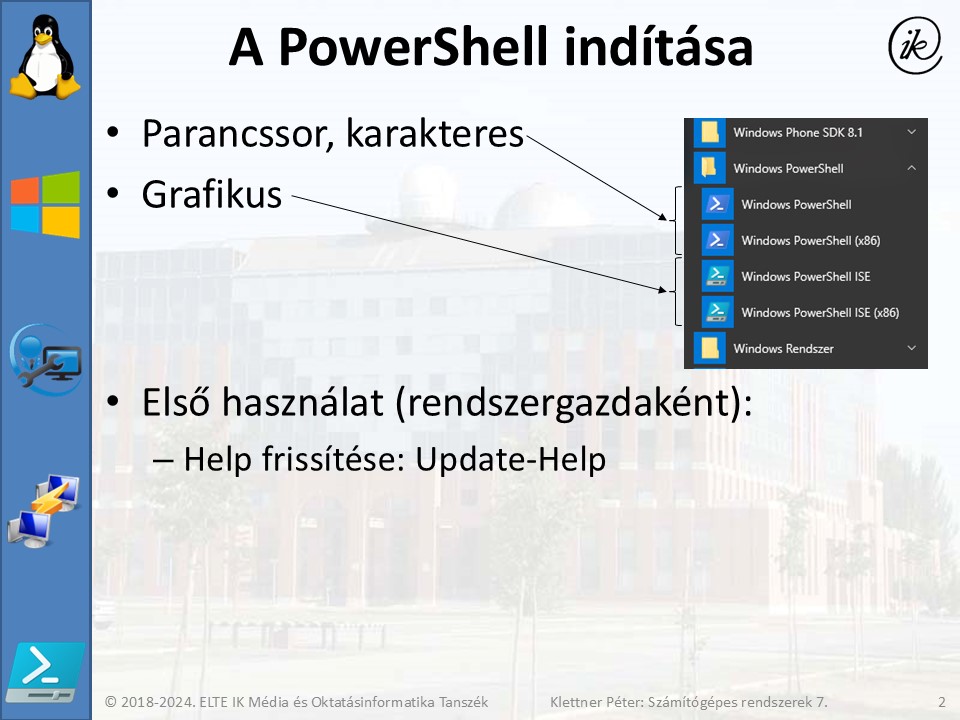 A PowerShell indítása
ik
• Parancssor, karakteres
• Grafikus
Windows Phone SDK 8.1
Windows PowerShell
Windows PowerShell
Windows PowerShell (x86)
Windows PowerShell ISE
Windows PowerShell ISE (x86)
Windows Rendszer
• Első használat (rendszergazdaként):
– Help frissítése: Update-Help
© 2018-2024. ELTE IK Média és Oktatásinformatika Tanszék Klettner Péter: Számítógépes rendszerek 7. 2